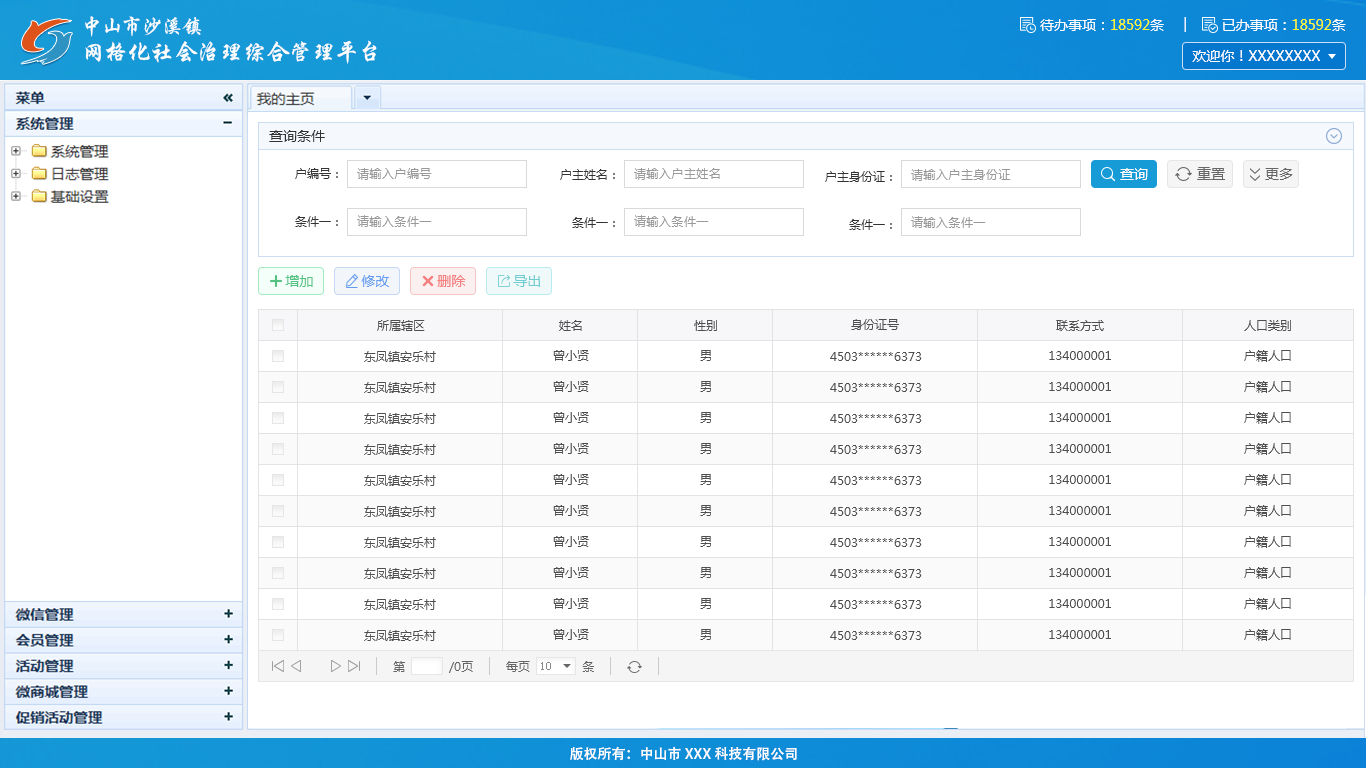 中山市沙溪镇
网格化社会治理综合管理平台
待办事项：18592条 | 已办事项：18592条
欢迎你！XXXXXXXX
菜单
系统管理
系统管理
日志管理
基础设置
微信管理
会员管理
活动管理
微商城管理
促销活动管理
我的主页
查询条件
户编号： 请输入户编号 户主姓名： 请输入户主姓名 户主身份证： 请输入户主身份证 查询 重置 更多
条件一： 请输入条件一 条件一： 请输入条件一 条件一： 请输入条件一
增加 修改 删除 导出
所属辖区 姓名 性别 身份证号 联系方式 人口类别
东凤镇安乐村 曾小贤 男 4503******6373 134000001 户籍人口
东凤镇安乐村 曾小贤 男 4503******6373 134000001 户籍人口
东凤镇安乐村 曾小贤 男 4503******6373 134000001 户籍人口
东凤镇安乐村 曾小贤 男 4503******6373 134000001 户籍人口
东凤镇安乐村 曾小贤 男 4503******6373 134000001 户籍人口
东凤镇安乐村 曾小贤 男 4503******6373 134000001 户籍人口
东凤镇安乐村 曾小贤 男 4503******6373 134000001 户籍人口
东凤镇安乐村 曾小贤 男 4503******6373 134000001 户籍人口
东凤镇安乐村 曾小贤 男 4503******6373 134000001 户籍人口
东凤镇安乐村 曾小贤 男 4503******6373 134000001 户籍人口
第 /0页 每页 10 条
版权所有：中山市 XXX 科技有限公司